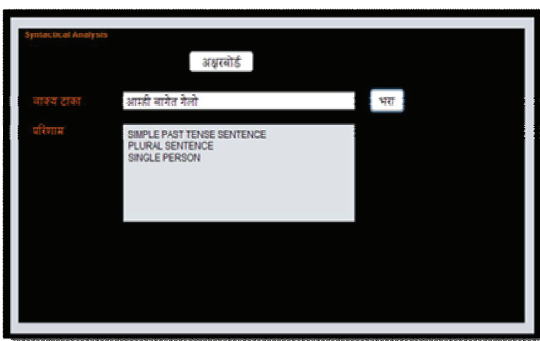 Syntactical Analysis
अक्षरबोर्ड
वाक्य टाका
आम्ही बागेत गेलो
भरा
परिणाम
SIMPLE PAST TENSE SENTENCE
PLURAL SENTENCE
SINGLE PERSON